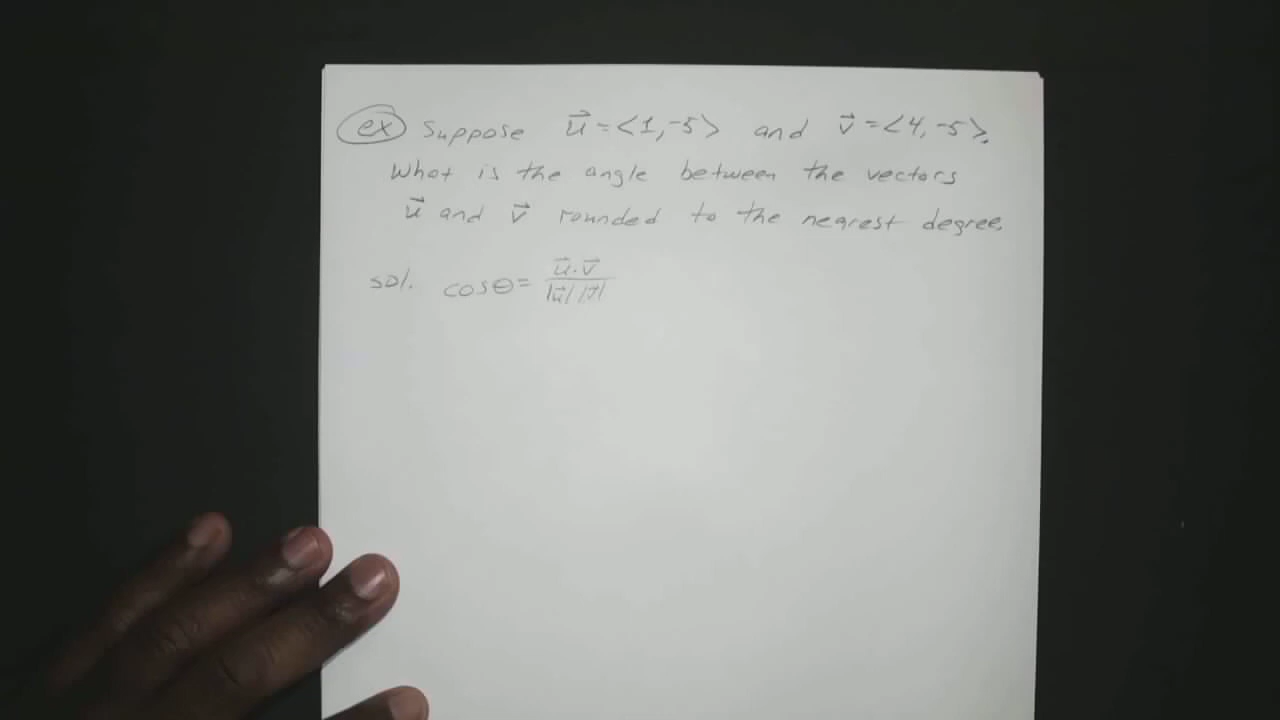 ex Suppose u⃗ = <1, -5> and v⃗ = <4, -5>.
What is the angle between the vectors
u⃗ and v⃗ rounded to the nearest degree.
sol. cosθ = u⃗·v⃗ / |u⃗| |v⃗|